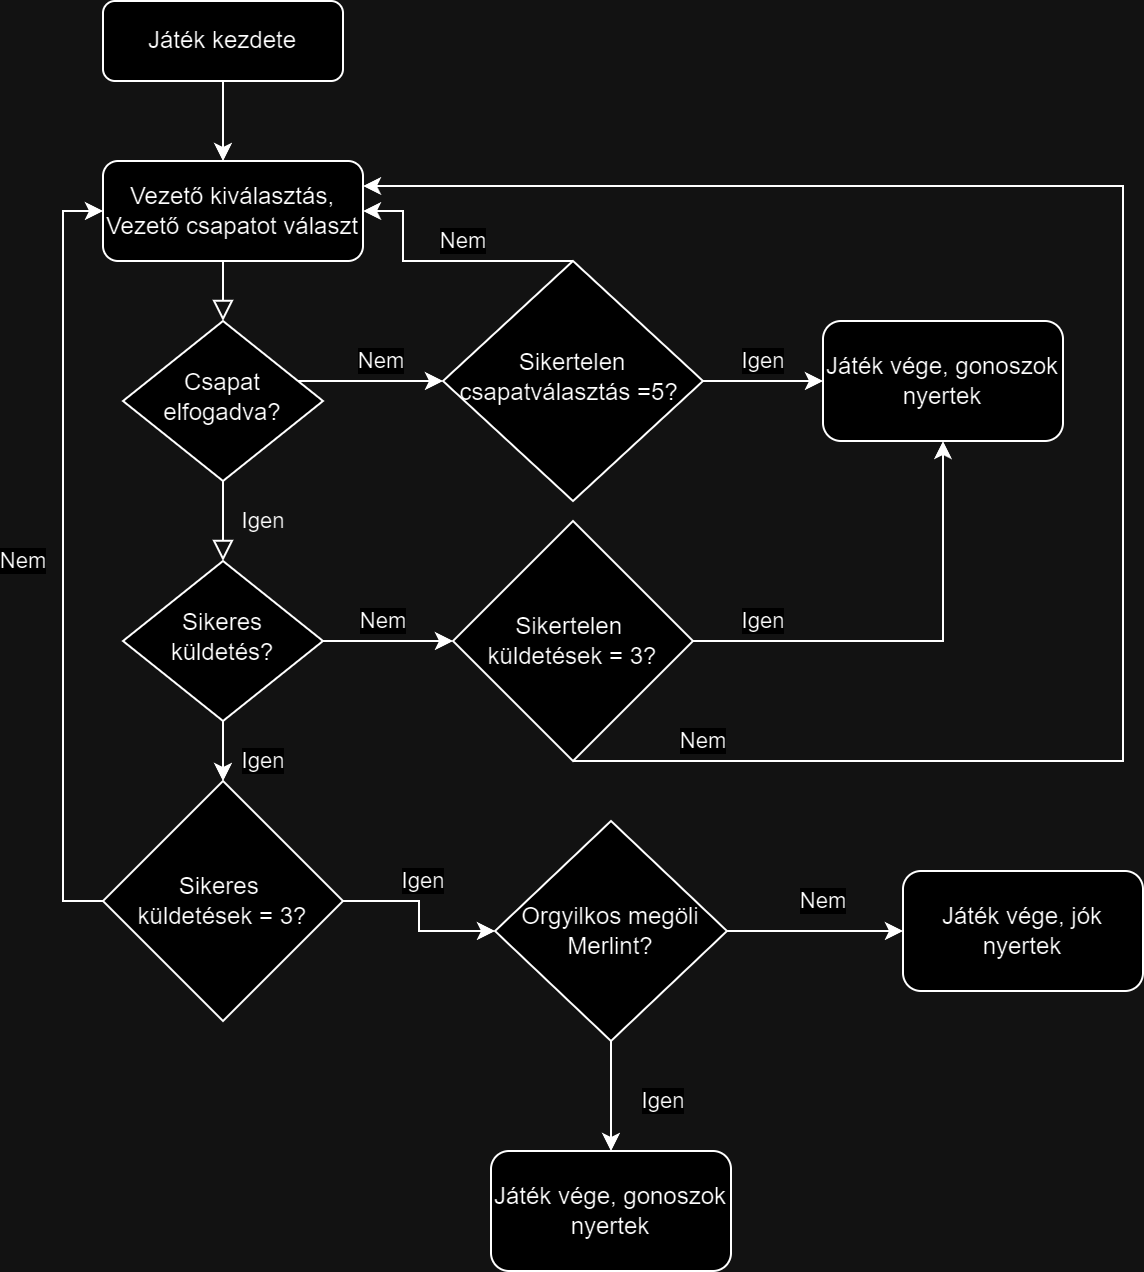 Játék kezdete
Vezető kiválasztás,
Vezető csapatot választ
Nem
Csapat
elfogadva?
Nem
Sikertelen
csapatválasztás =5?
Igen
Játék vége, gonoszok
nyertek
Igen
Nem
Sikeres
küldetés?
Nem
Sikertelen
küldetések = 3?
Igen
Nem
Igen
Sikeres
küldetések = 3?
Igen
Orgyilkos megöli
Merlint?
Nem
Játék vége, jók
nyertek
Igen
Játék vége, gonoszok
nyertek